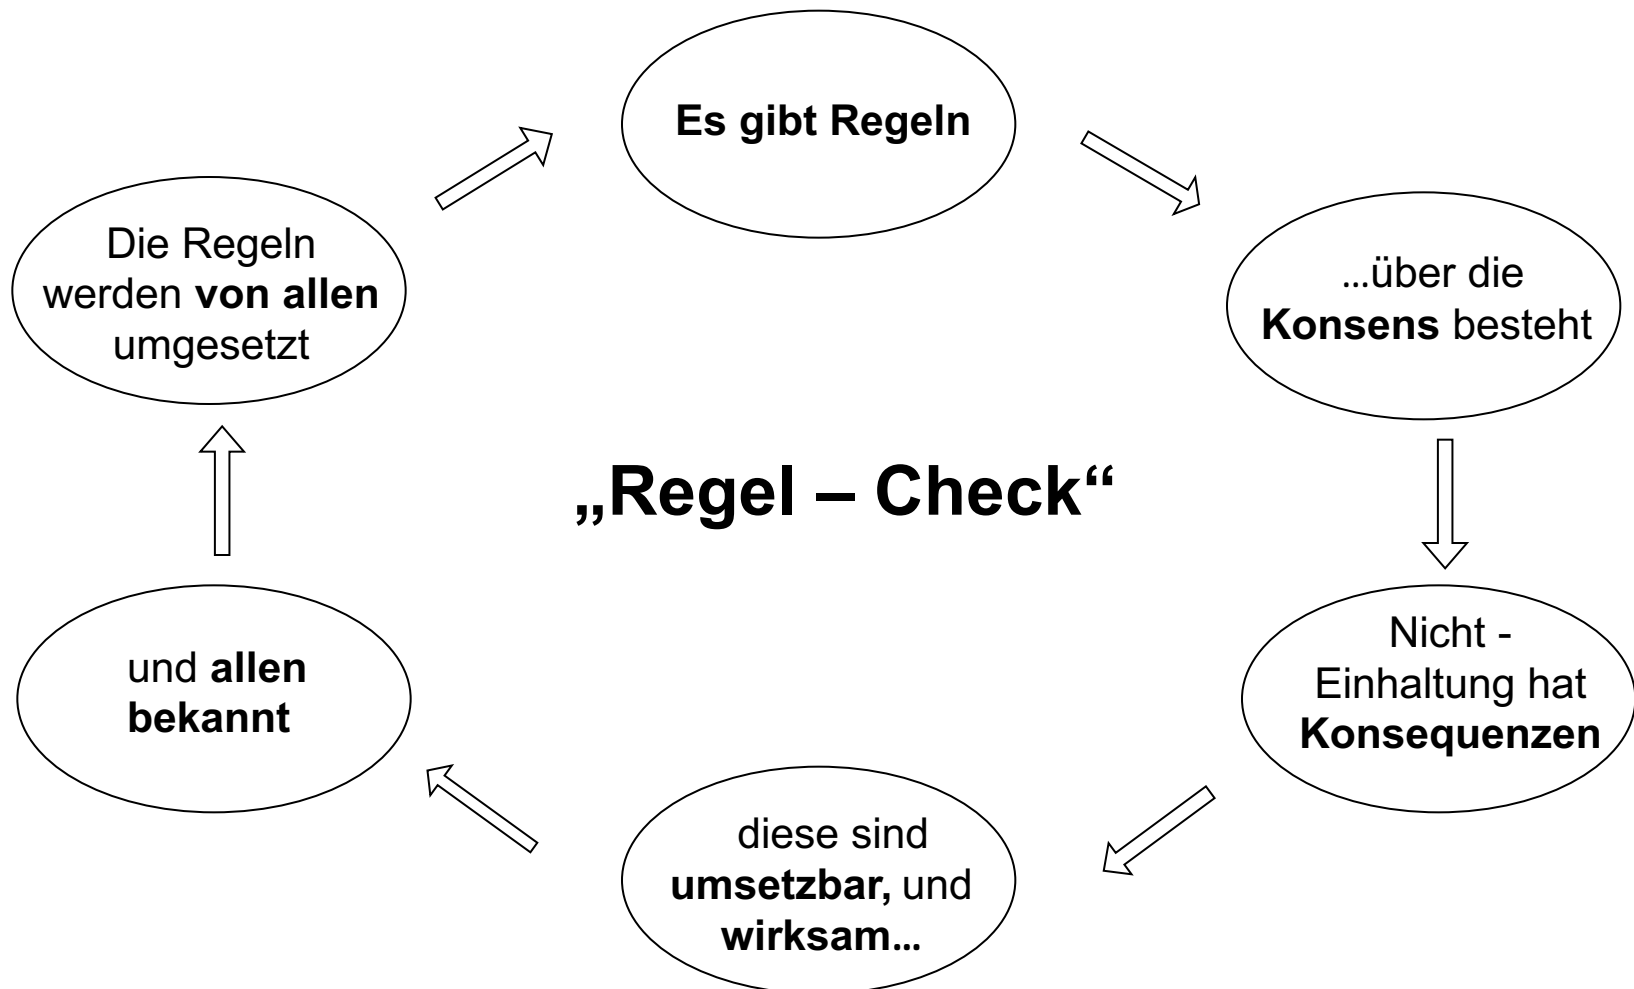 Es gibt Regeln
...über die
Konsens besteht
Nicht -
Einhaltung hat
Konsequenzen
diese sind
umsetzbar, und
wirksam...
und allen
bekannt
Die Regeln
werden von allen
umgesetzt
„Regel – Check“